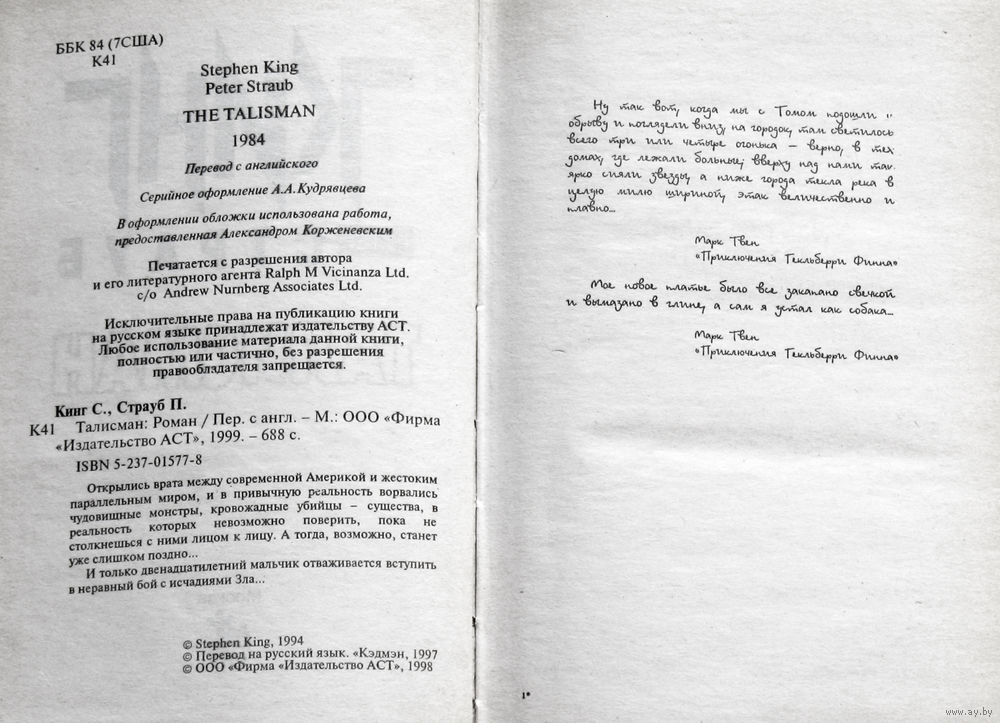 ББК 84 (7США)
К41
Stephen King
Peter Straub
THE TALISMAN
1984
Перевод с английского
Серийное оформление А.А.Кудрявцева
В оформлении обложки использована работа,
предоставленная Александром Корженевским
Печатается с разрешения автора
и его литературного агента Ralph M Vicinanza Ltd.
c/o Andrew Nurnberg Associates Ltd.
Исключительные права на публикацию книги
на русском языке принадлежат издательству АСТ.
Любое использование материала данной книги,
полностью или частично, без разрешения
правообладателя запрещается.
Кинг С., Страуб П.
К41 Талисман: Роман / Пер. с англ. – М.: ООО «Фирма
«Издательство АСТ», 1999. – 688 с.
ISBN 5-237-01577-8
Открылись врата между современной Америкой и жестоким
параллельным миром, и в привычную реальность ворвались
чудовищные монстры, кровожадные убийцы – существа, в
реальность которых невозможно поверить, пока не
столкнешься с ними лицом к лицу. А тогда, возможно, станет
уже слишком поздно...
И только двенадцатилетний мальчик отваживается вступить
в неравный бой с исчадиями Зла...
© Stephen King, 1994
© Перевод на русский язык. «Кэдмэн, 1997
© ООО «Фирма «Издательство АСТ», 1998
Ну так вот, когда мы с Томом подошли
обрыву и поглядели вниз, на городок, там светилось
всего три или четыре огонька – верно, в тех
домах, где лежали больные; вверху над нами так
ярко сияли звезды, а ниже города текла река в
целую милю шириной, этак величественно и
плавно...
Марк Твен
«Приключения Гекльберри Финна»
Мое новое платье было все закапано свечкой
и вымазано в глине, а сам я устал как собака...
Марк Твен
«Приключения Гекльберри Финна»
1*
www.ay.by